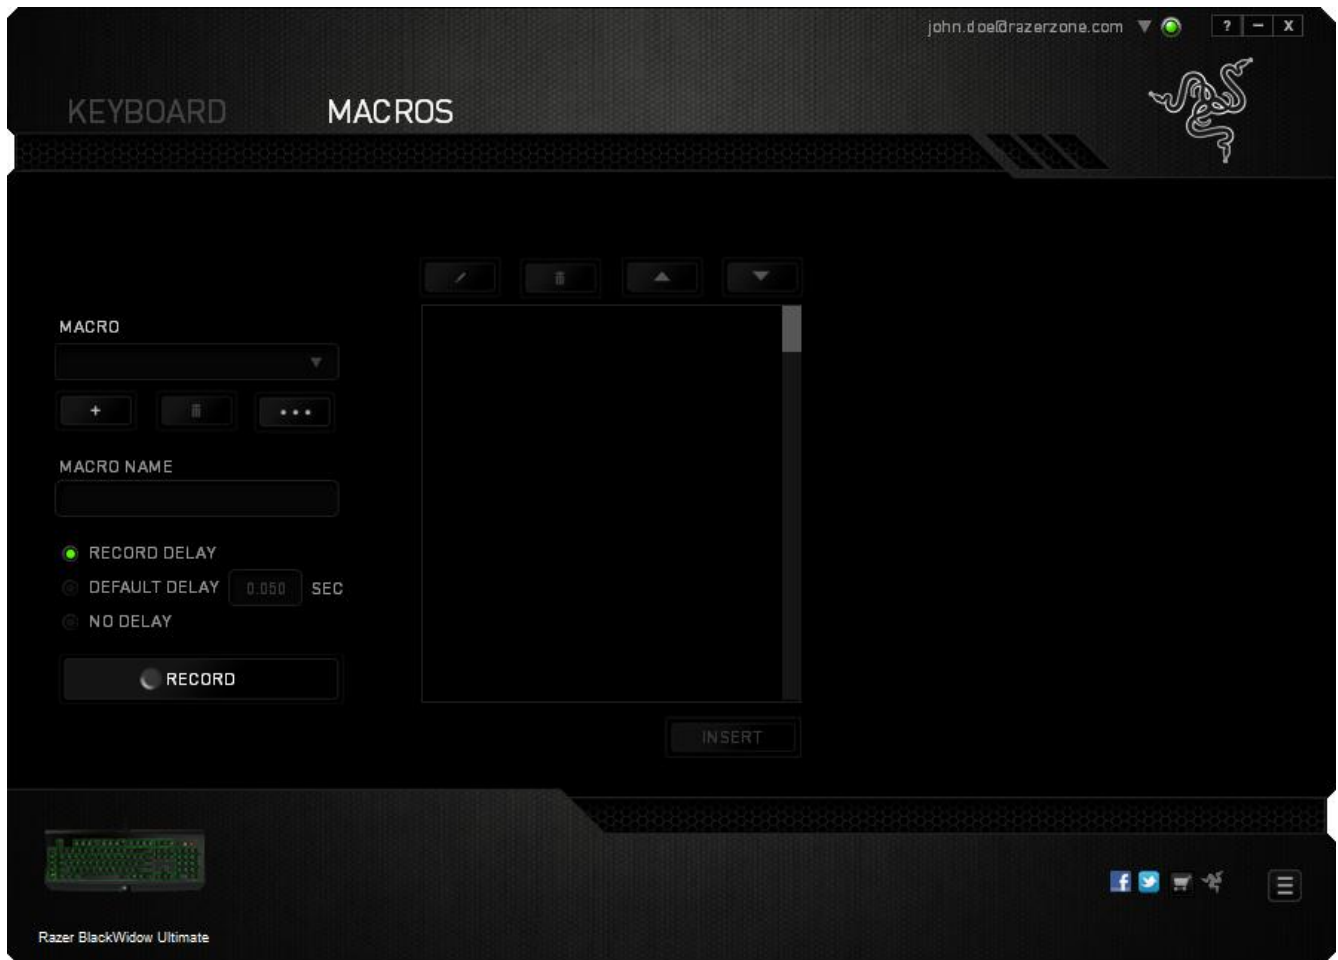 john.doe@razerzone.com
? – X
KEYBOARD MACROS
MACRO
+
MACRO NAME
RECORD DELAY
DEFAULT DELAY 0.050 SEC
NO DELAY
RECORD
INSERT
Razer BlackWidow Ultimate